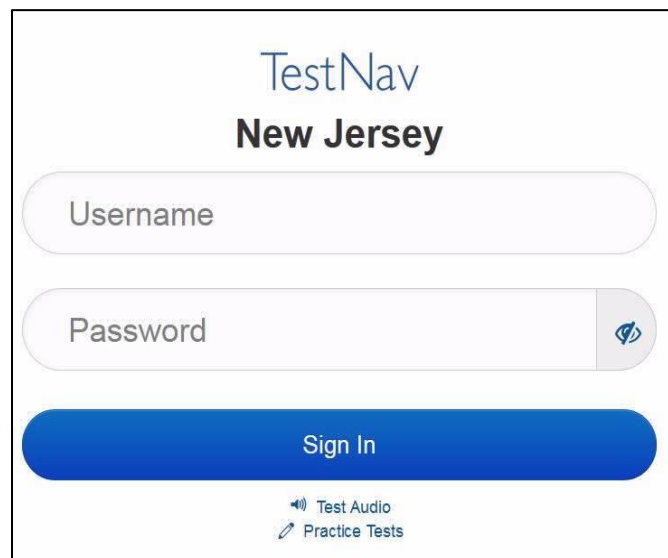 TestNav
New Jersey
Username
Password
Sign In
Test Audio
Practice Tests